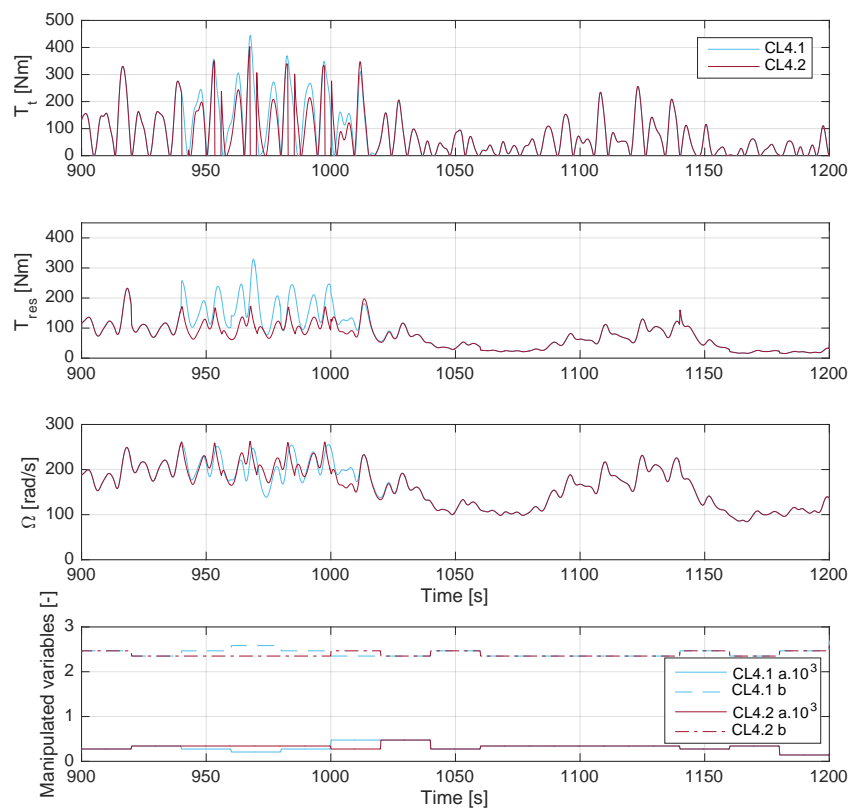 500
400
300
200
100
0
T_t [Nm]
CL4.1
CL4.2
900 950 1000 1050 1100 1150 1200
400
300
200
100
0
T_res [Nm]
900 950 1000 1050 1100 1150 1200
300
200
100
0
Ω [rad/s]
900 950 1000 1050 1100 1150 1200
Time [s]
3
2
1
0
Manipulated variables [-]
CL4.1 a.10^3
CL4.1 b
CL4.2 a.10^3
CL4.2 b
900 950 1000 1050 1100 1150 1200
Time [s]